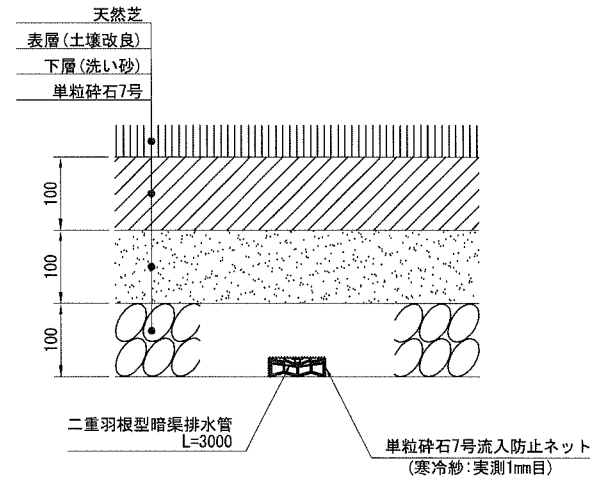 天然芝
表層(土壌改良)
下層(洗い砂)
単粒砕石7号
100
100
100
二重羽根型暗渠排水管
L=3000
単粒砕石7号流入防止ネット
(寒冷紗:実測1mm目)